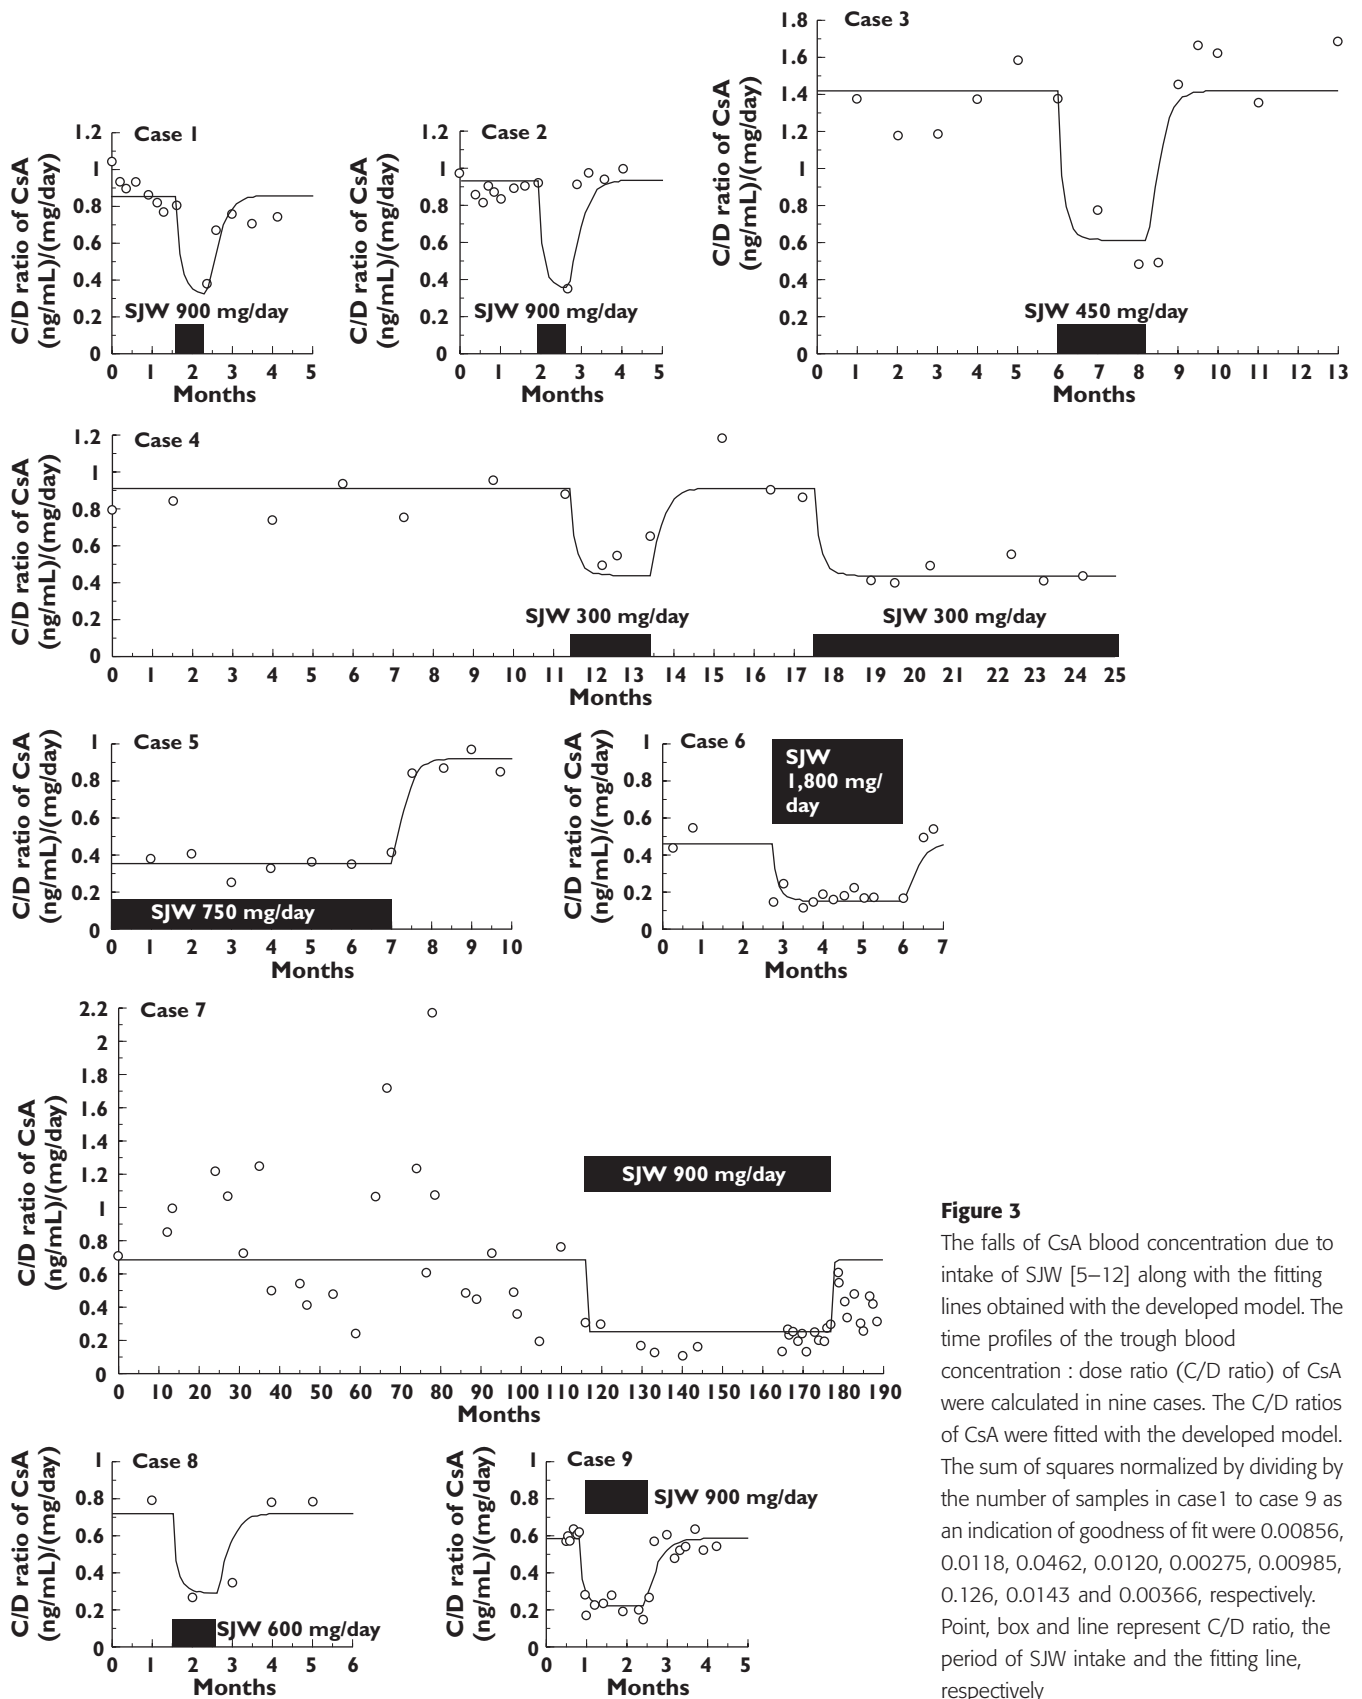 Case 1
1.2
1
0.8
0.6
0.4
0.2
0
C/D ratio of CsA
(ng/mL)/(mg/day)
SJW 900 mg/day
0 1 2 3 4 5
Months
Case 2
1.2
1
0.8
0.6
0.4
0.2
0
C/D ratio of CsA
(ng/mL)/(mg/day)
SJW 900 mg/day
0 1 2 3 4 5
Months
Case 3
1.8
1.6
1.4
1.2
1
0.8
0.6
0.4
0.2
0
C/D ratio of CsA
(ng/mL)/(mg/day)
SJW 450 mg/day
0 1 2 3 4 5 6 7 8 9 10 11 12 13
Months
Case 4
1.2
1
0.8
0.6
0.4
0.2
0
C/D ratio of CsA
(ng/mL)/(mg/day)
SJW 300 mg/day SJW 300 mg/day
0 1 2 3 4 5 6 7 8 9 10 11 12 13 14 15 16 17 18 19 20 21 22 23 24 25
Months
Case 5
1
0.8
0.6
0.4
0.2
0
C/D ratio of CsA
(ng/mL)/(mg/day)
SJW 750 mg/day
0 1 2 3 4 5 6 7 8 9 10
Months
Case 6
1
0.8
0.6
0.4
0.2
0
C/D ratio of CsA
(ng/mL)/(mg/day)
SJW
1,800 mg/
day
0 1 2 3 4 5 6 7
Months
Case 7
2.2
2
1.8
1.6
1.4
1.2
1
0.8
0.6
0.4
0.2
0
C/D ratio of CsA
(ng/mL)/(mg/day)
SJW 900 mg/day
0 10 20 30 40 50 60 70 80 90 100 110 120 130 140 150 160 170 180 190
Months
Case 8
1
0.8
0.6
0.4
0.2
0
C/D ratio of CsA
(ng/mL)/(mg/day)
SJW 600 mg/day
0 1 2 3 4 5 6
Months
Case 9
1
0.8
0.6
0.4
0.2
0
C/D ratio of CsA
(ng/mL)/(mg/day)
SJW 900 mg/day
0 1 2 3 4 5
Months
Figure 3
The falls of CsA blood concentration due to
intake of SJW [5–12] along with the fitting
lines obtained with the developed model. The
time profiles of the trough blood
concentration : dose ratio (C/D ratio) of CsA
were calculated in nine cases. The C/D ratios
of CsA were fitted with the developed model.
The sum of squares normalized by dividing by
the number of samples in case1 to case 9 as
an indication of goodness of fit were 0.00856,
0.0118, 0.0462, 0.0120, 0.00275, 0.00985,
0.126, 0.0143 and 0.00366, respectively.
Point, box and line represent C/D ratio, the
period of SJW intake and the fitting line,
respectively